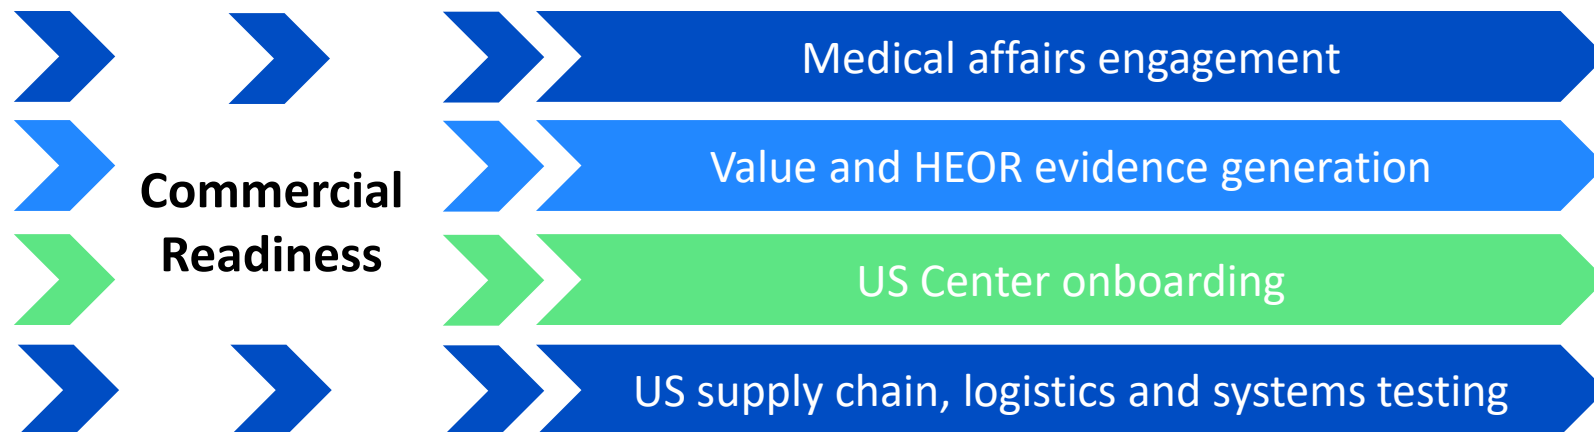 Medical affairs engagement
Value and HEOR evidence generation
Commercial
Readiness
US Center onboarding
US supply chain, logistics and systems testing